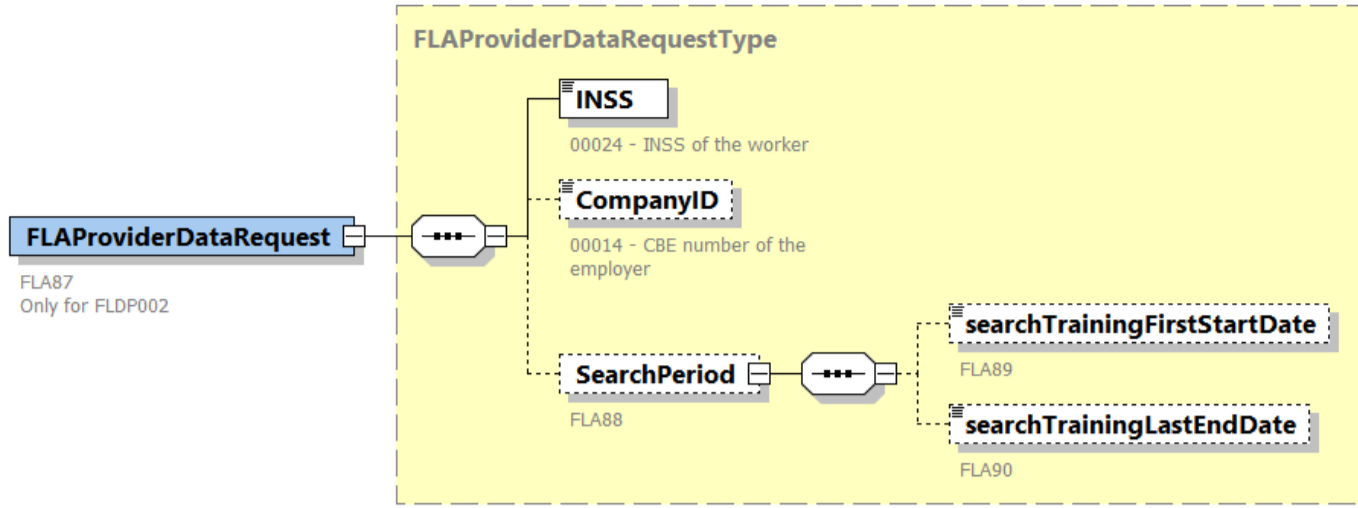 FLAProviderDataRequestType
INSS
00024 - INSS of the worker
CompanyID
00014 - CBE number of the
employer
FLAProviderDataRequest
FLA87
Only for FLDP002
searchTrainingFirstStartDate
FLA89
SearchPeriod
FLA88
searchTrainingLastEndDate
FLA90